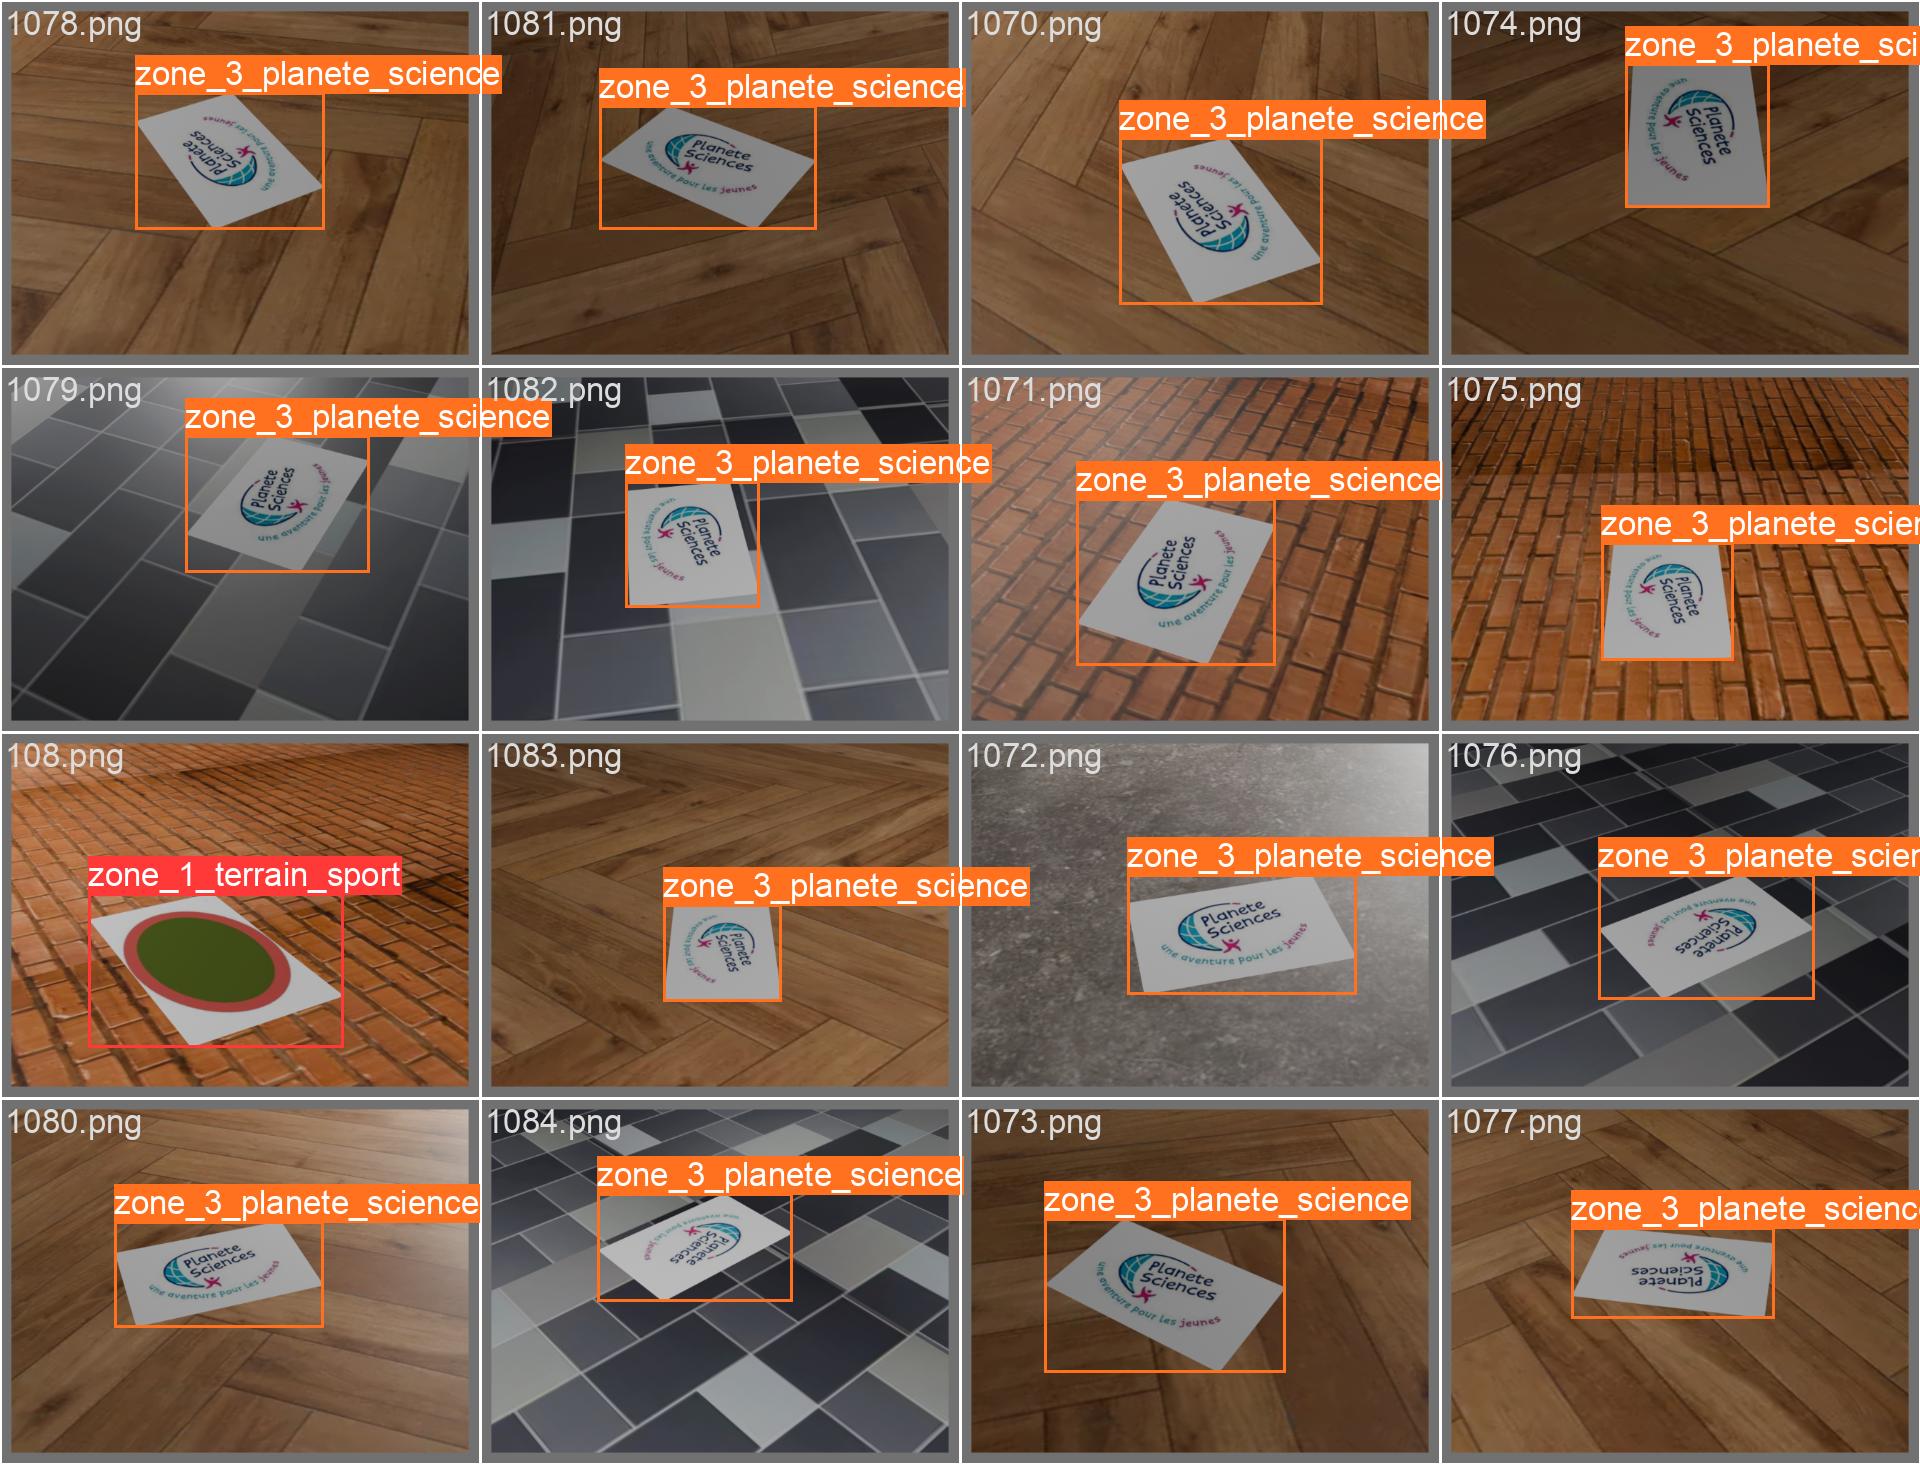 1078.png
zone_3_planete_science
Planete
Sciences
une aventure pour les jeunes
1081.png
zone_3_planete_science
Planete
Sciences
une aventure pour les jeunes
1070.png
zone_3_planete_science
Planete
Sciences
une aventure pour les jeunes
1074.png
zone_3_planete_sci
Planete
Sciences
une aventure pour les jeunes
1079.png
zone_3_planete_science
Planete
Sciences
une aventure pour les jeunes
1082.png
zone_3_planete_science
Planete
Sciences
une aventure pour les jeunes
1071.png
zone_3_planete_science
Planete
Sciences
une aventure pour les jeunes
1075.png
zone_3_planete_scien
Planete
Sciences
une aventure pour les jeunes
108.png
zone_1_terrain_sport
1083.png
zone_3_planete_science
Planete
Sciences
une aventure pour les jeunes
1072.png
zone_3_planete_science
Planete
Sciences
une aventure pour les jeunes
1076.png
zone_3_planete_scien
Planete
Sciences
une aventure pour les jeunes
1080.png
zone_3_planete_science
Planete
Sciences
une aventure pour les jeunes
1084.png
zone_3_planete_science
Planete
Sciences
une aventure pour les jeunes
1073.png
zone_3_planete_science
Planete
Sciences
une aventure pour les jeunes
1077.png
zone_3_planete_science
Planete
Sciences
une aventure pour les jeunes